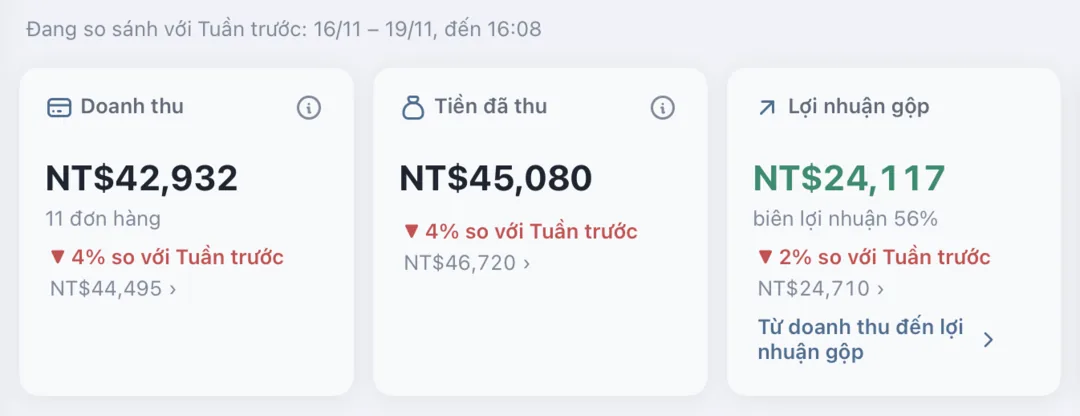 Đang so sánh với Tuần trước: 16/11 – 19/11, đến 16:08
Doanh thu
NT$42,932
11 đơn hàng
▼ 4% so với Tuần trước
NT$44,495 ›
Tiền đã thu
NT$45,080
▼ 4% so với Tuần trước
NT$46,720 ›
Lợi nhuận gộp
NT$24,117
biên lợi nhuận 56%
▼ 2% so với Tuần trước
NT$24,710 ›
Từ doanh thu đến lợi
nhuận gộp